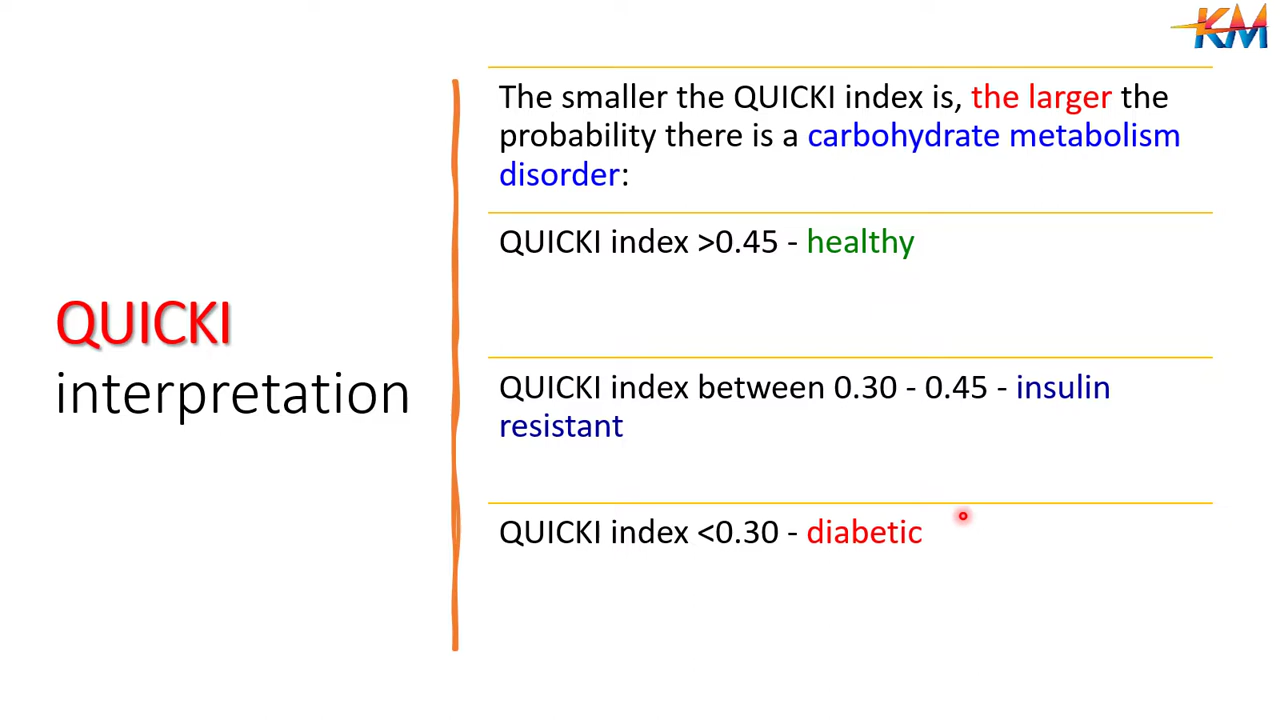 KM
The smaller the QUICKI index is, the larger the
probability there is a carbohydrate metabolism
disorder:
QUICKI index >0.45 - healthy
QUICKI
interpretation
QUICKI index between 0.30 - 0.45 - insulin
resistant
QUICKI index <0.30 - diabetic